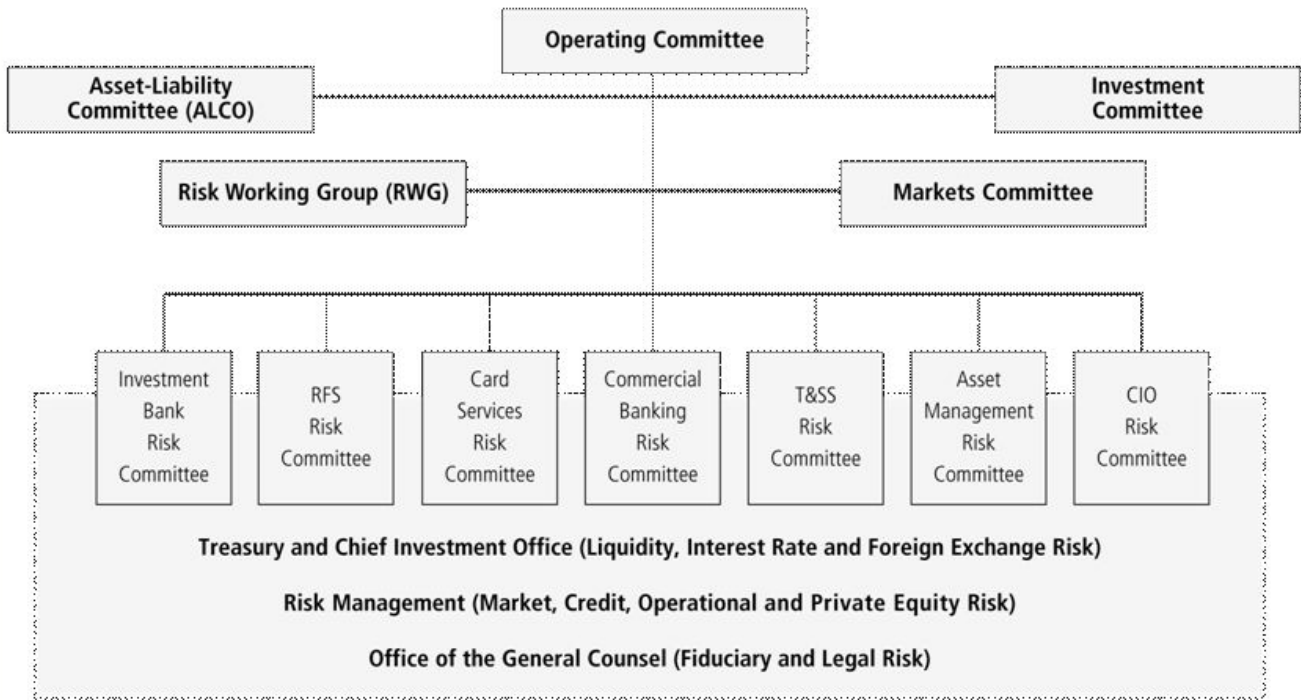 Operating Committee
Asset-Liability
Committee (ALCO)
Investment
Committee
Risk Working Group (RWG)
Markets Committee
Investment
Bank
Risk
Committee
RFS
Risk
Committee
Card
Services
Risk
Committee
Commercial
Banking
Risk
Committee
T&SS
Risk
Committee
Asset
Management
Risk
Committee
CIO
Risk
Committee
Treasury and Chief Investment Office (Liquidity, Interest Rate and Foreign Exchange Risk)
Risk Management (Market, Credit, Operational and Private Equity Risk)
Office of the General Counsel (Fiduciary and Legal Risk)